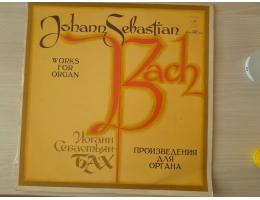 Johann Sebastian
Bach
WORKS
FOR
ORGAN
Иоганн
Себастьян
БАХ
ПРОИЗВЕДЕНИЯ
ДЛЯ
ОРГАНА